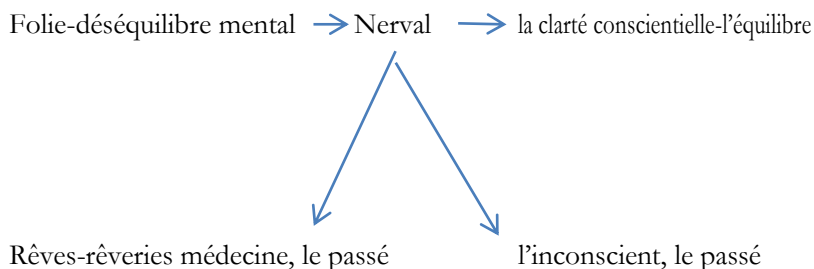 Folie-déséquilibre mental Nerval la clarté conscientielle-l’équilibre
Rêves-rêveries médecine, le passé l’inconscient, le passé